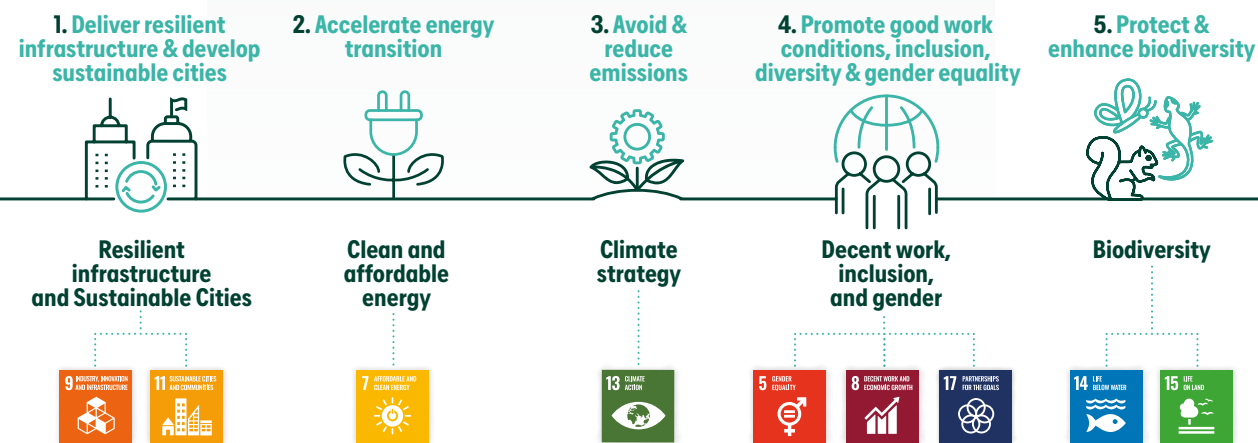 1. Deliver resilient
infrastructure & develop
sustainable cities
2. Accelerate energy
transition
3. Avoid &
reduce
emissions
4. Promote good work
conditions, inclusion,
diversity & gender equality
5. Protect &
enhance biodiversity
Resilient
infrastructure
and Sustainable Cities
Clean and
affordable
energy
Climate
strategy
Decent work,
inclusion,
and gender
Biodiversity
9 INDUSTRY, INNOVATION
AND INFRASTRUCTURE
11 SUSTAINABLE CITIES
AND COMMUNITIES
7 AFFORDABLE AND
CLEAN ENERGY
13 CLIMATE
ACTION
5 GENDER
EQUALITY
8 DECENT WORK AND
ECONOMIC GROWTH
17 PARTNERSHIPS
FOR THE GOALS
14 LIFE
BELOW WATER
15 LIFE
ON LAND